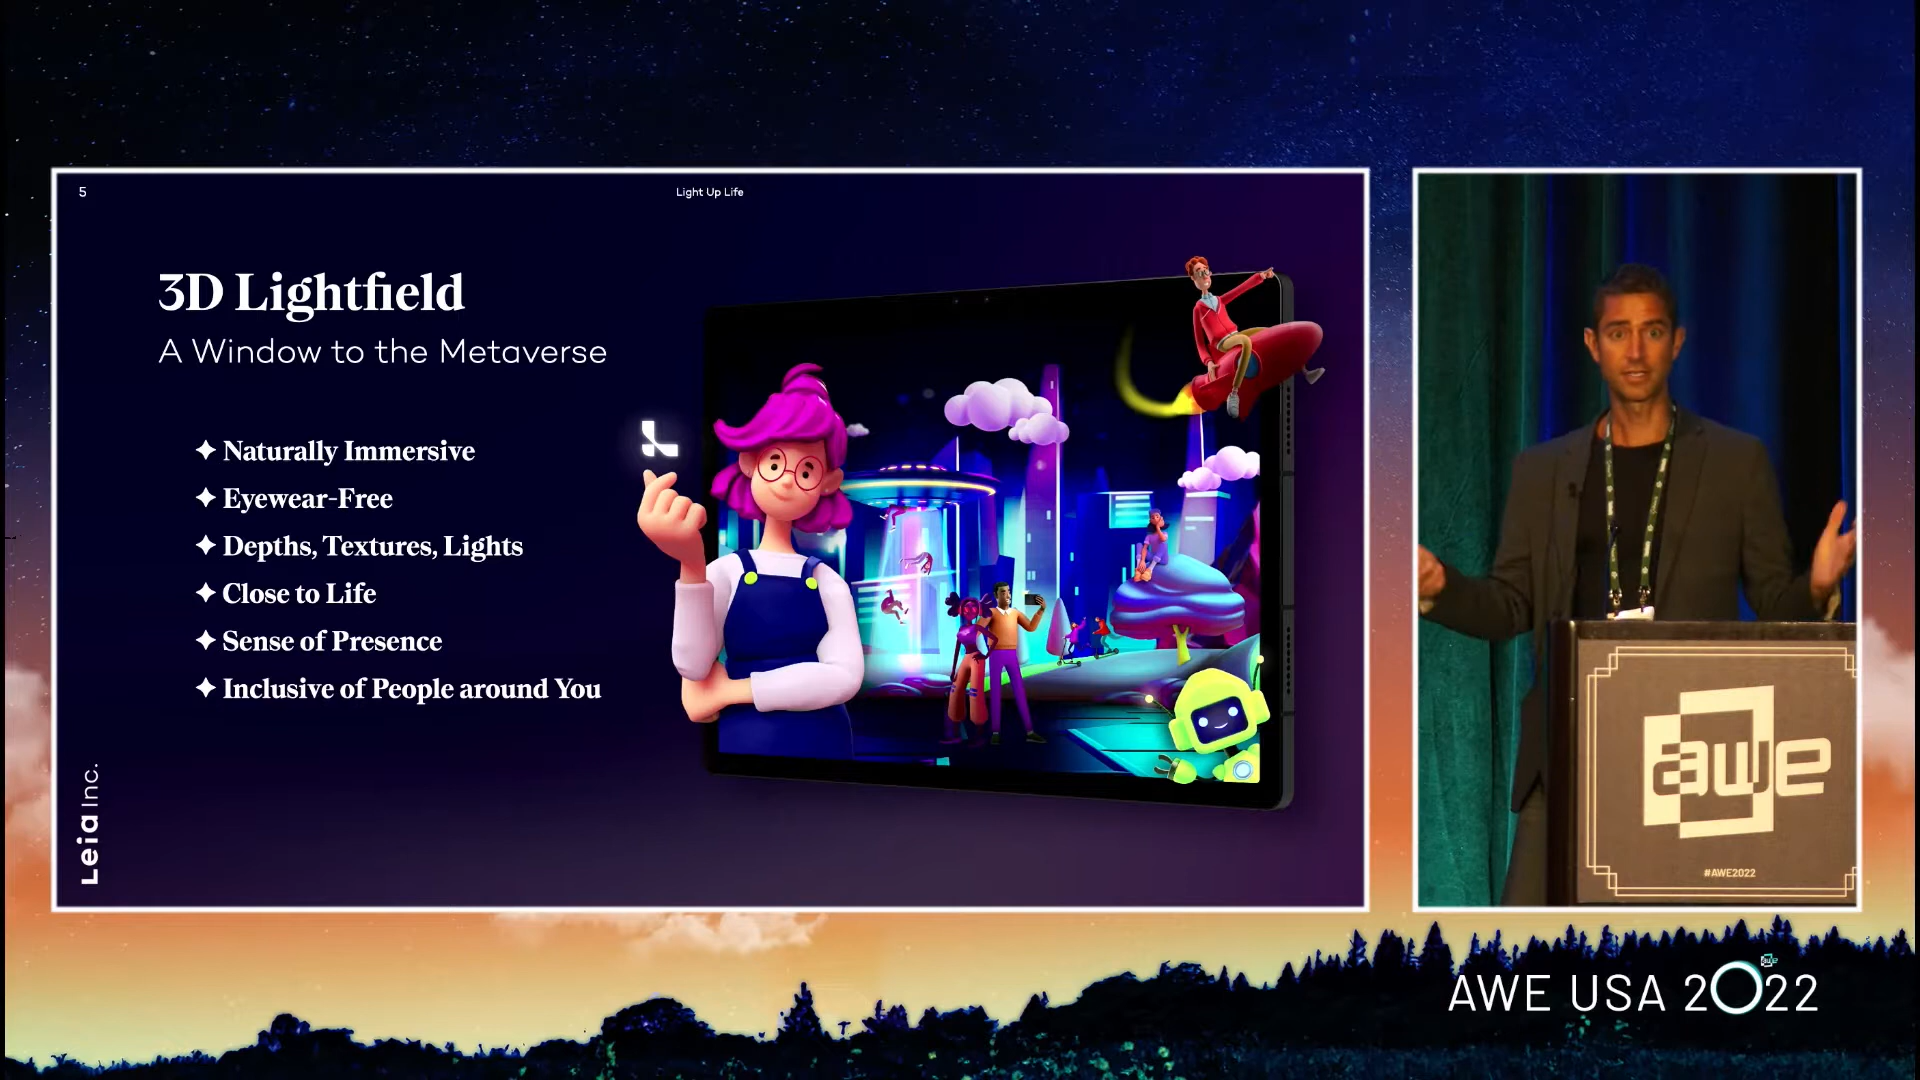 5
Light Up Life
3D Lightfield
A Window to the Metaverse
Naturally Immersive
Eyewear-Free
Depths, Textures, Lights
Close to Life
Sense of Presence
Inclusive of People around You
Leia Inc.
awe
#AWE2022
AWE USA 2022